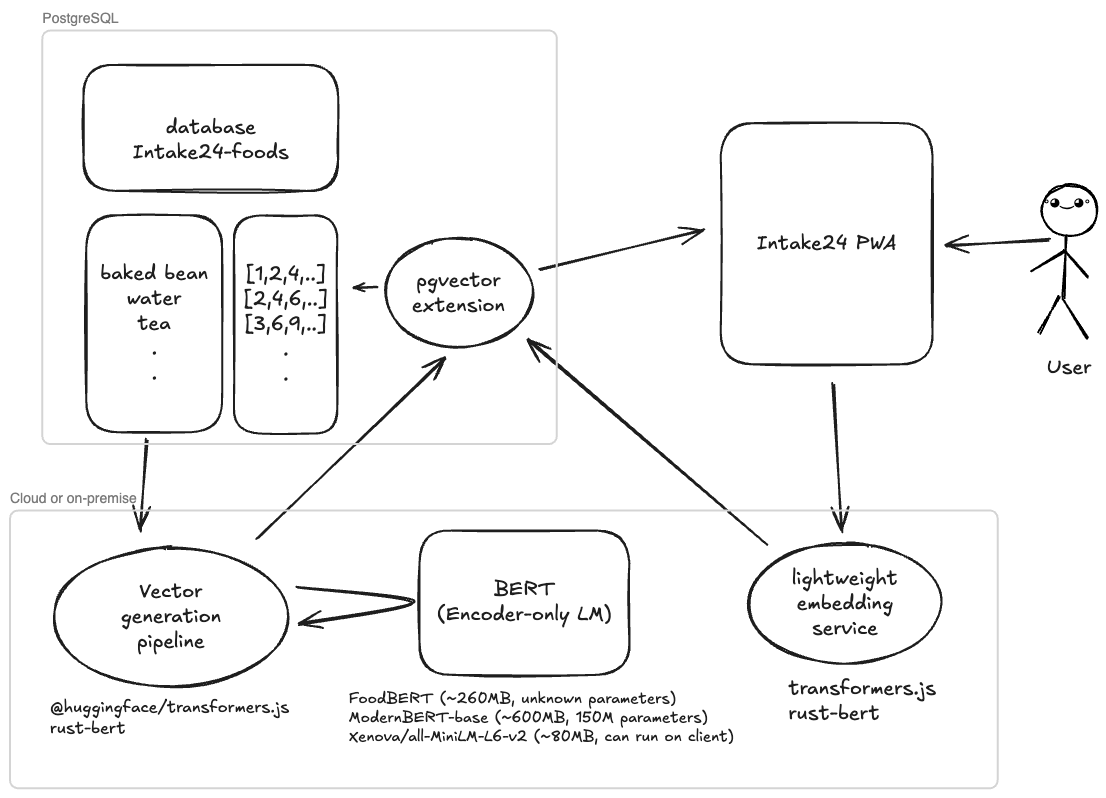 PostgreSQL
database
Intake24-foods
baked bean
water
tea
.
.
[1,2,4,..]
[2,4,6,..]
[3,6,9,..]
.
.
pgvector
extension
Intake24 PWA
User
Cloud or on-premise
Vector
generation
pipeline
@huggingface/transformers.js
rust-bert
BERT
(Encoder-only LM)
FoodBERT (~260MB, unknown parameters)
ModernBERT-base (~600MB, 150M parameters)
Xenova/all-MiniLM-L6-v2 (~80MB, can run on client)
lightweight
embedding
service
transformers.js
rust-bert